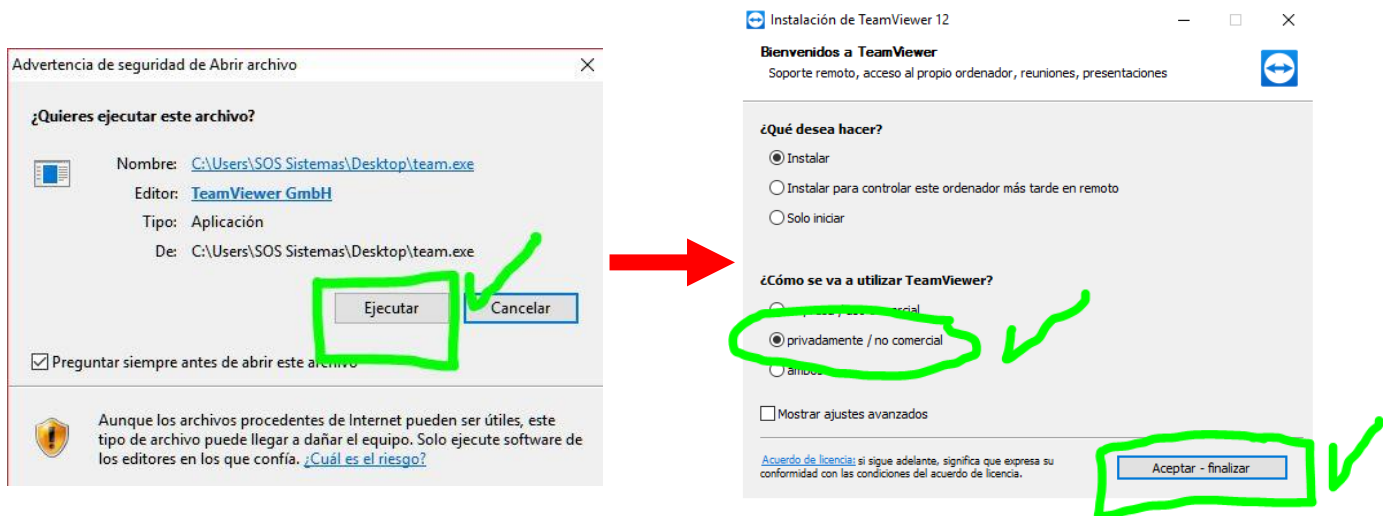 Advertencia de seguridad de Abrir archivo
¿Quieres ejecutar este archivo?
Nombre: C:\Users\SOS Sistemas\Desktop\team.exe
Editor: TeamViewer GmbH
Tipo: Aplicación
De: C:\Users\SOS Sistemas\Desktop\team.exe
Ejecutar
Cancelar
Preguntar siempre antes de abrir este archivo
Aunque los archivos procedentes de Internet pueden ser útiles, este
tipo de archivo puede llegar a dañar el equipo. Solo ejecute software de
los editores en los que confía. ¿Cuál es el riesgo?
Instalación de TeamViewer 12
Bienvenidos a TeamViewer
Soporte remoto, acceso al propio ordenador, reuniones, presentaciones
¿Qué desea hacer?
Instalar
Instalar para controlar este ordenador más tarde en remoto
Solo iniciar
¿Cómo se va a utilizar TeamViewer?
privadamente / no comercial
ambos
Mostrar ajustes avanzados
Acuerdo de licencia: si sigue adelante, significa que expresa su
conformidad con las condiciones del acuerdo de licencia.
Aceptar - finalizar